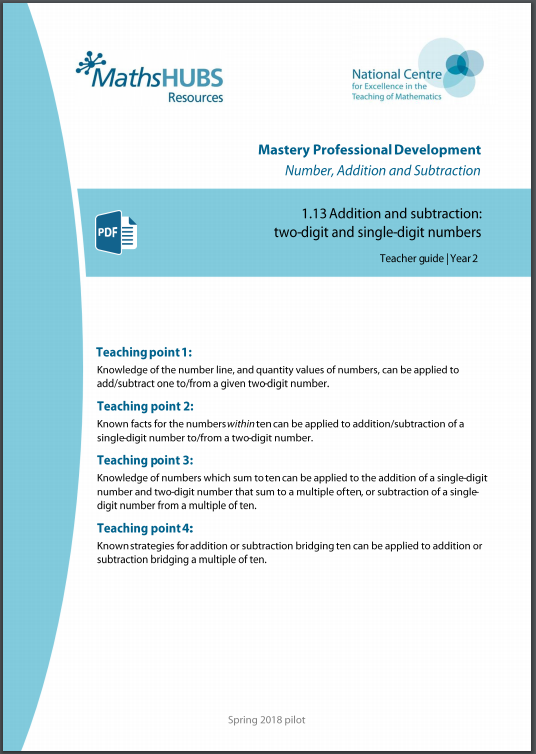 MathsHUBS
Resources
National Centre
for Excellence in the
Teaching of Mathematics
Mastery Professional Development
Number, Addition and Subtraction
PDF
1.13 Addition and subtraction:
two-digit and single-digit numbers
Teacher guide | Year 2
Teaching point 1:
Knowledge of the number line, and quantity values of numbers, can be applied to
add/subtract one to/from a given two-digit number.
Teaching point 2:
Known facts for the numbers within ten can be applied to addition/subtraction of a
single-digit number to/from a two-digit number.
Teaching point 3:
Knowledge of numbers which sum to ten can be applied to the addition of a single-digit
number and two-digit number that sum to a multiple of ten, or subtraction of a single-
digit number from a multiple of ten.
Teaching point 4:
Known strategies for addition or subtraction bridging ten can be applied to addition or
subtraction bridging a multiple of ten.
Spring 2018 pilot